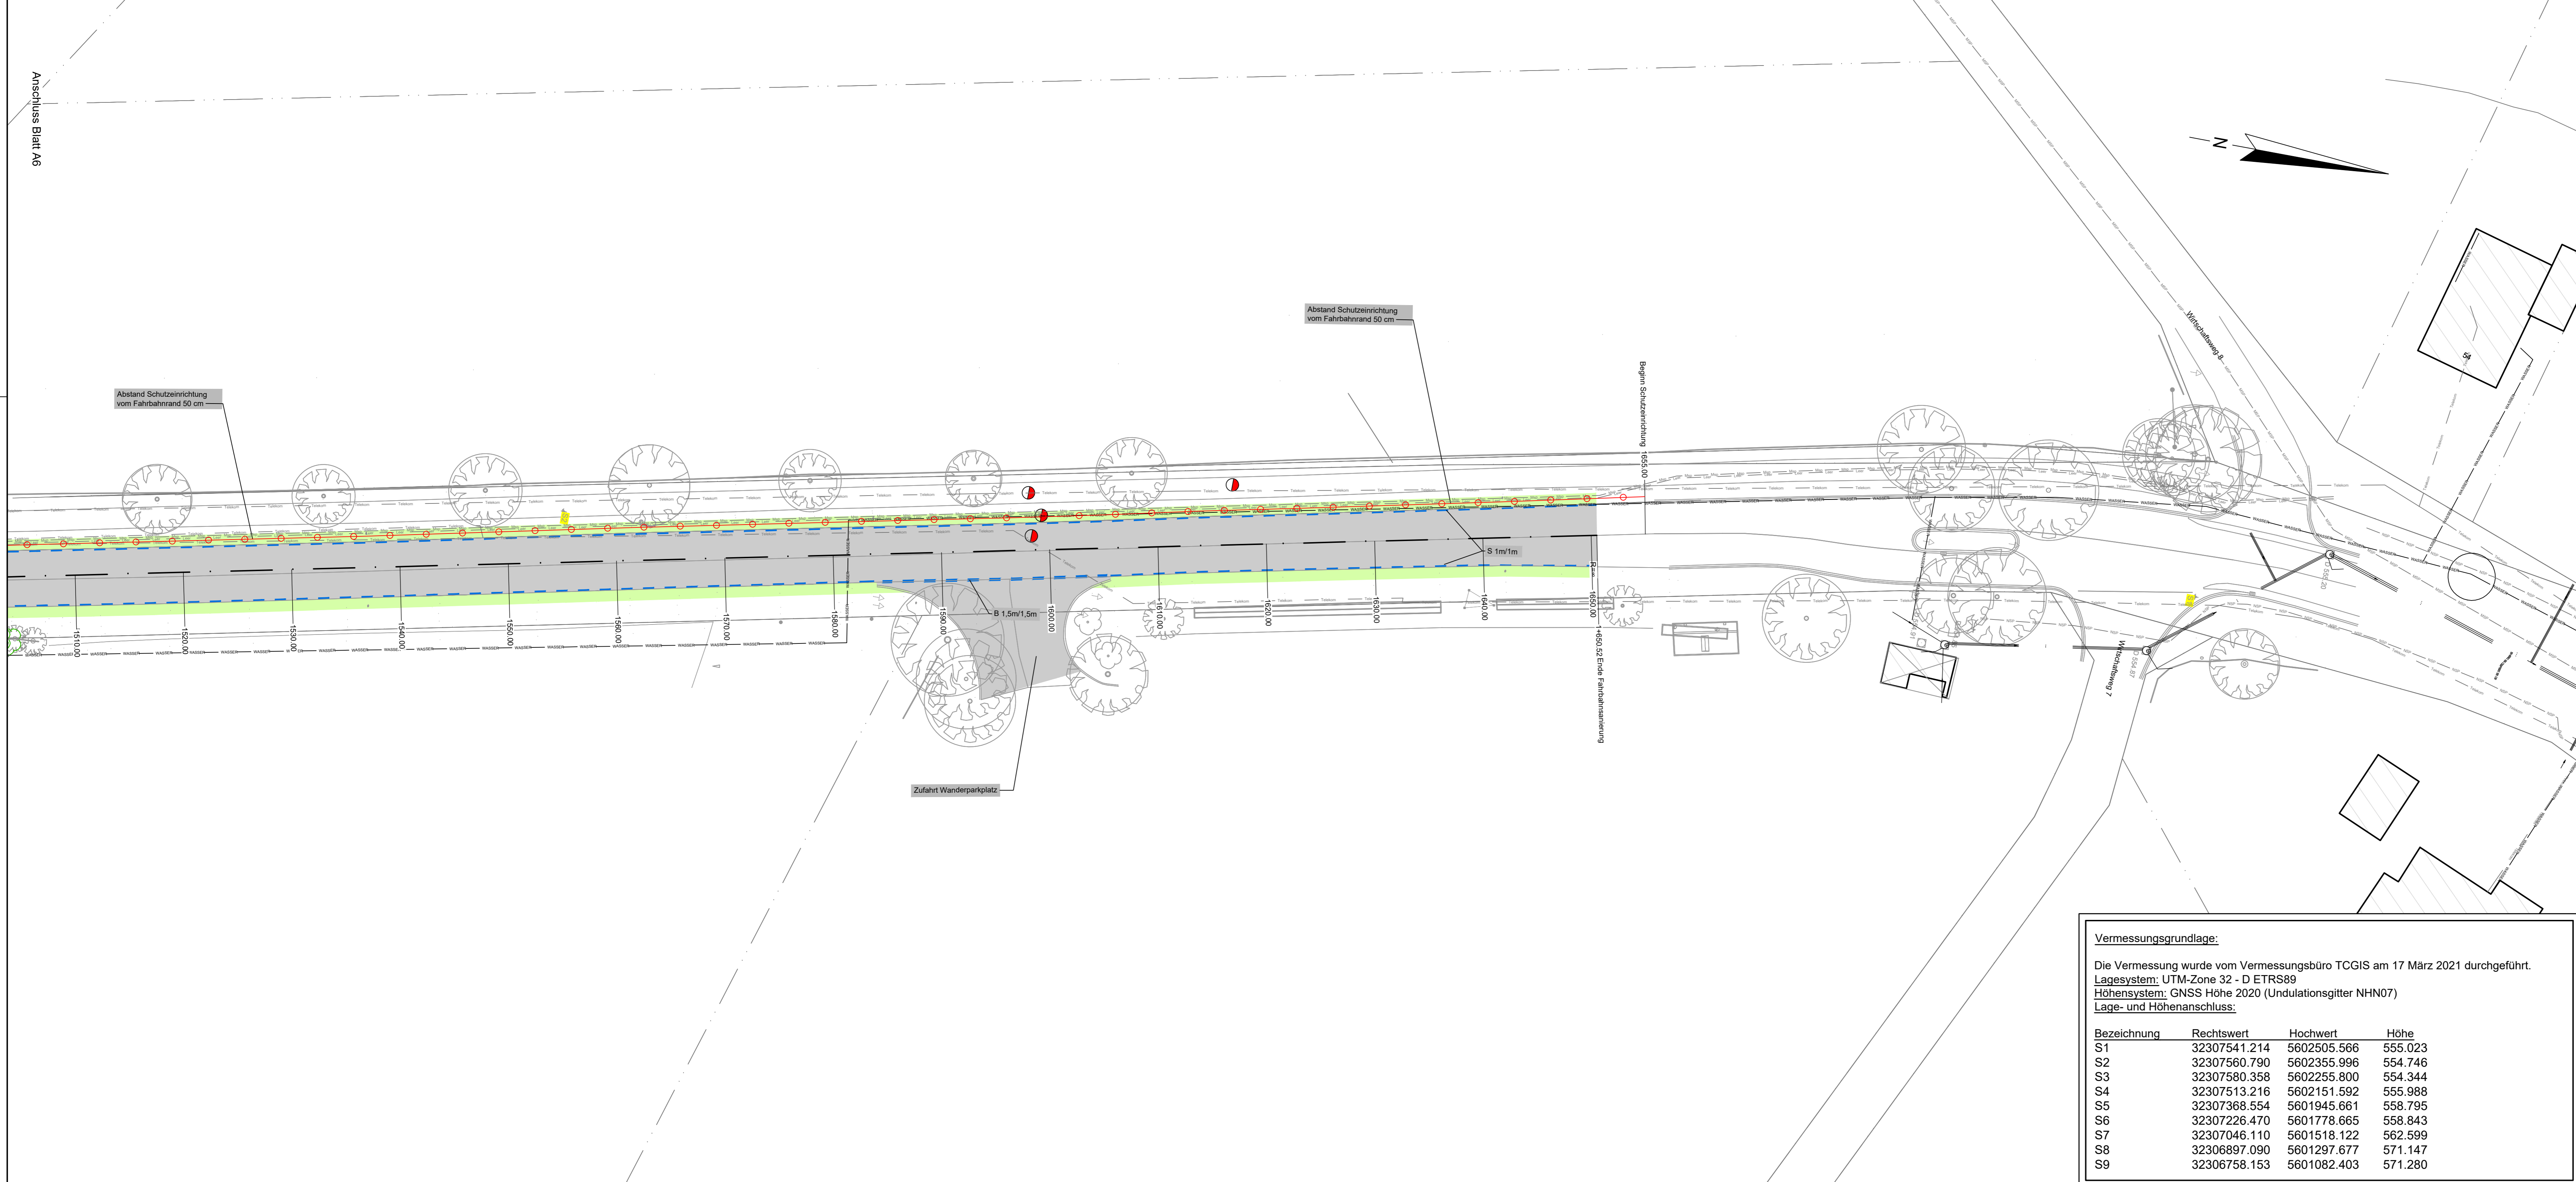 Anschluss Blatt A6
N
Wirtschaftsweg 8
54
Abstand Schutzeinrichtung
vom Fahrbahnrand 50 cm
Abstand Schutzeinrichtung
vom Fahrbahnrand 50 cm
Beginn Schutzeinrichtung 1655.00
S 1m/1m
B 1,5m/1,5m
1510.00
1520.00
1530.00
1540.00
1550.00
1560.00
1570.00
1580.00
1590.00
1600.00
1610.00
1620.00
1630.00
1640.00
1650.00
1+650.52 Ende Fahrbahnsanierung
Zufahrt Wanderparkplatz
Wirtschaftsweg 7
WASSER
Telekom
NSP
Vermessungsgrundlage:
Die Vermessung wurde vom Vermessungsbüro TCGIS am 17 März 2021 durchgeführt.
Lagesystem: UTM-Zone 32 - D ETRS89
Höhensystem: GNSS Höhe 2020 (Undulationsgitter NHN07)
Lage- und Höhenanschluss:
Bezeichnung Rechtswert Hochwert Höhe
S1 32307541.214 5602505.566 555.023
S2 32307560.790 5602355.996 554.746
S3 32307580.358 5602255.800 554.344
S4 32307513.216 5602151.592 555.988
S5 32307368.554 5601945.661 558.795
S6 32307226.470 5601778.665 558.843
S7 32307046.110 5601518.122 562.599
S8 32306897.090 5601297.677 571.147
S9 32306758.153 5601082.403 571.280